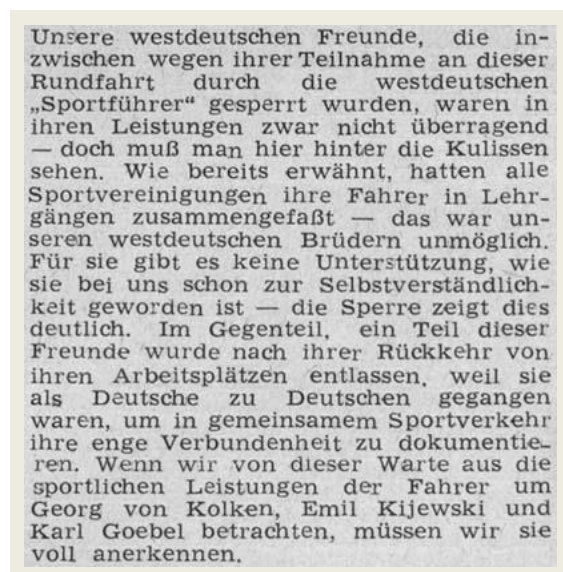 Unsere westdeutschen Freunde, die in-
zwischen wegen ihrer Teilnahme an dieser
Rundfahrt durch die westdeutschen
„Sportführer“ gesperrt wurden, waren in
ihren Leistungen zwar nicht überragend
— doch muß man hier hinter die Kulissen
sehen. Wie bereits erwähnt, hatten alle
Sportvereinigungen ihre Fahrer in Lehr-
gängen zusammengefaßt — das war un-
seren westdeutschen Brüdern unmöglich.
Für sie gibt es keine Unterstützung, wie
sie bei uns schon zur Selbstverständlich-
keit geworden ist — die Sperre zeigt dies
deutlich. Im Gegenteil, ein Teil dieser
Freunde wurde nach ihrer Rückkehr von
ihren Arbeitsplätzen entlassen, weil sie
als Deutsche zu Deutschen gegangen
waren, um in gemeinsamem Sportverkehr
ihre enge Verbundenheit zu dokumentie-
ren. Wenn wir von dieser Warte aus die
sportlichen Leistungen der Fahrer um
Georg von Kolken, Emil Kijewski und
Karl Goebel betrachten, müssen wir sie
voll anerkennen.